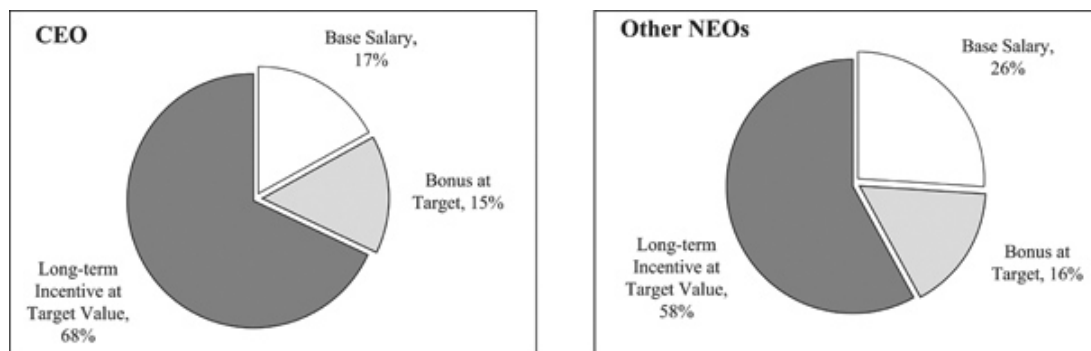 CEO
Base Salary,
17%
Bonus at
Target, 15%
Long-term
Incentive at
Target Value,
68%
Other NEOs
Base Salary,
26%
Bonus at
Target, 16%
Long-term
Incentive at
Target Value,
58%